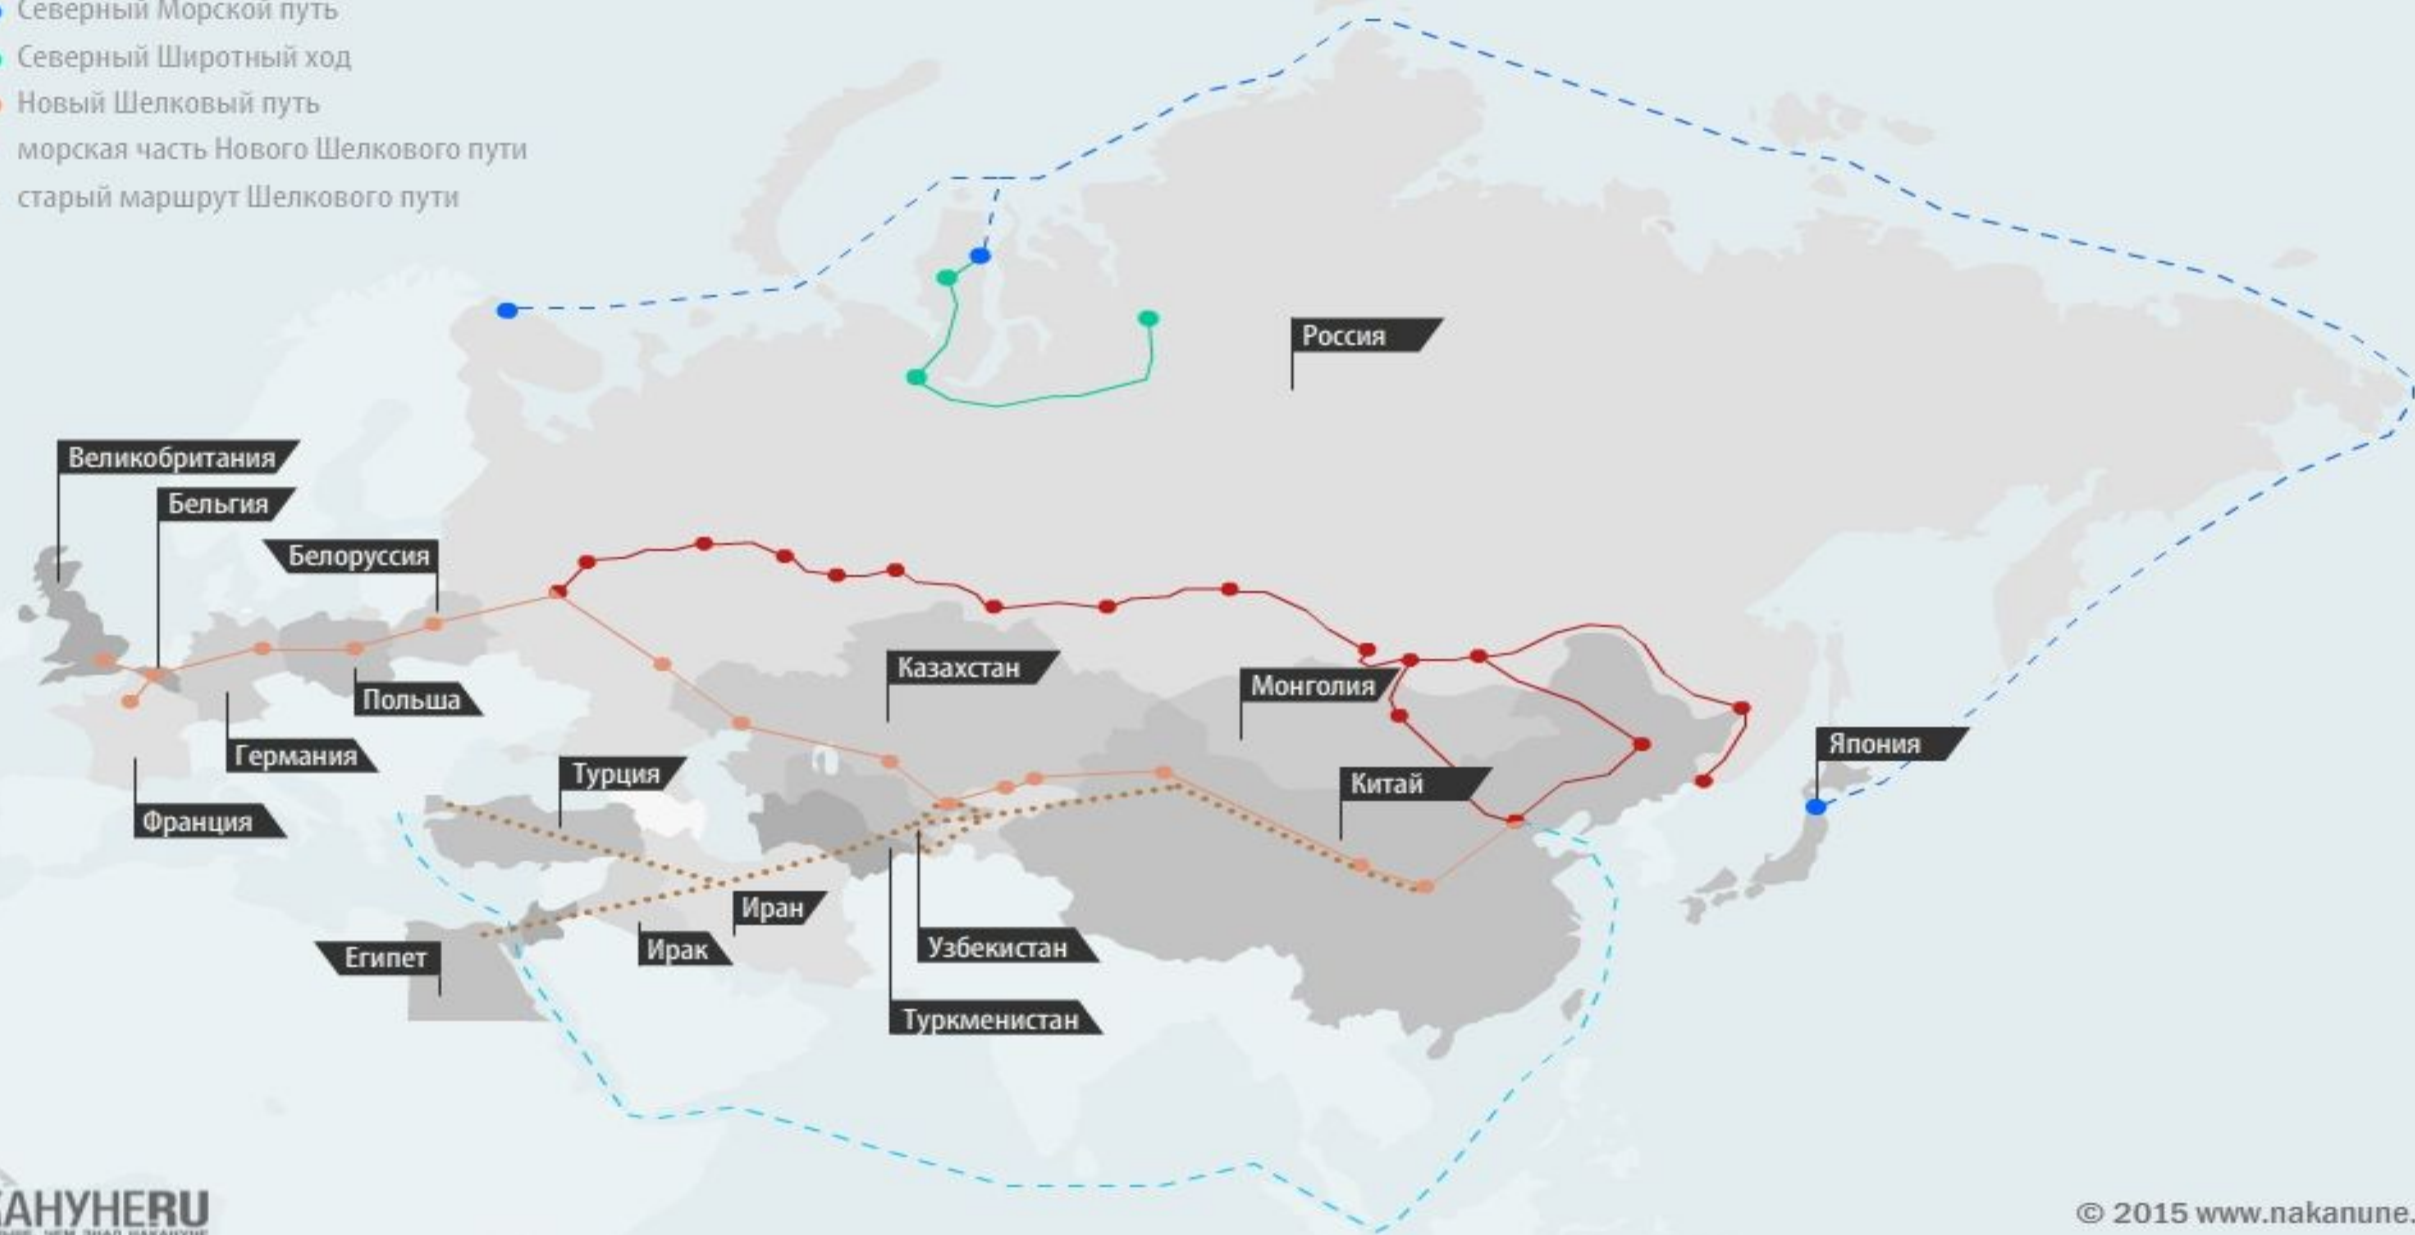 Северный Морской путь
Северный Широтный ход
Новый Шелковый путь
морская часть Нового Шелкового пути
старый маршрут Шелкового пути
Россия
Великобритания
Бельгия
Белоруссия
Казахстан
Монголия
Польша
Германия
Япония
Турция
Китай
Франция
Иран
Ирак
Узбекистан
Египет
Туркменистан
АНУНЕRU
© 2015 www.nakanune.